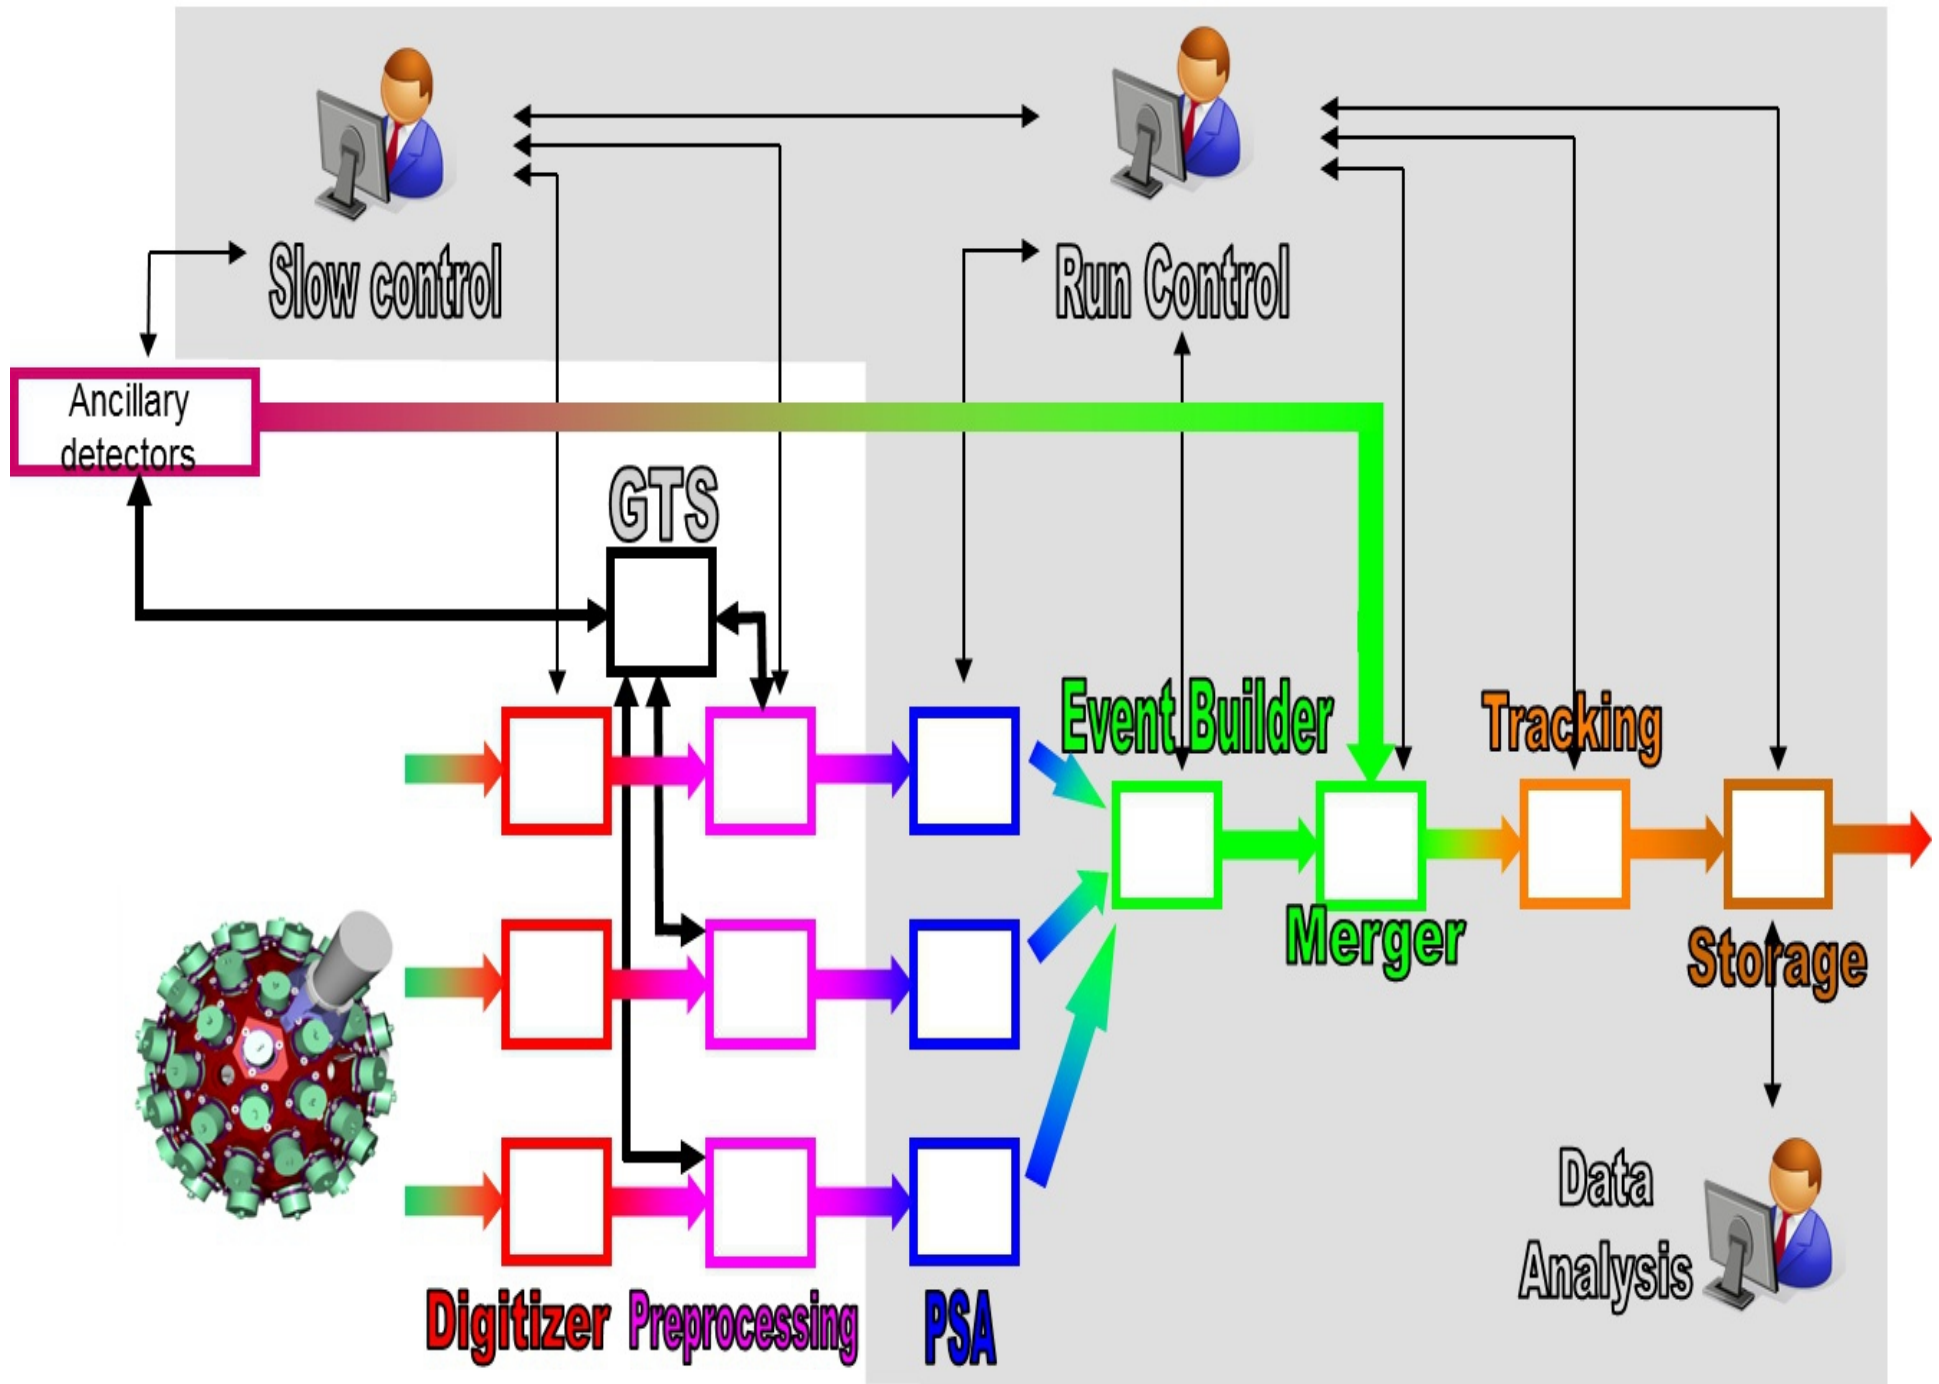 Slow control
Run Control
Ancillary
detectors
GTS
Event Builder
Tracking
Merger
Storage
Data
Analysis
Digitizer
Preprocessing
PSA